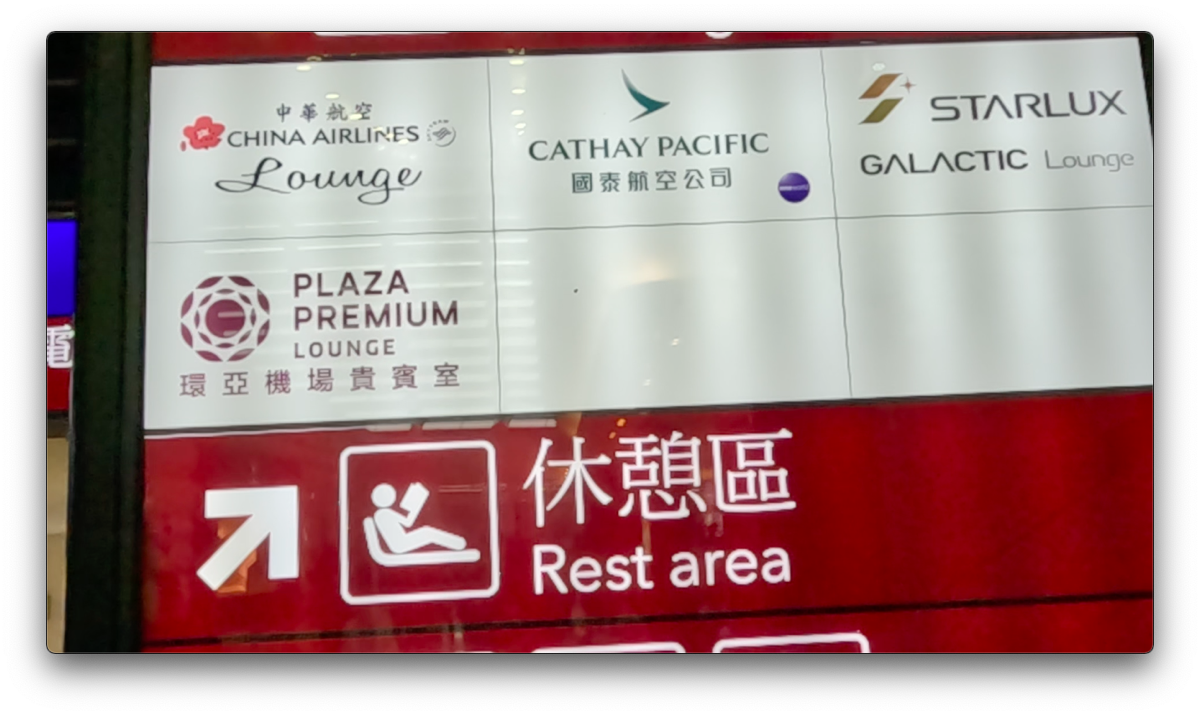 中華航空
CHINA AIRLINES
Lounge
CATHAY PACIFIC
國泰航空公司
STARLUX
GALACTIC Lounge
PLAZA
PREMIUM
LOUNGE
環亞機場貴賓室
電
休憩區
Rest area